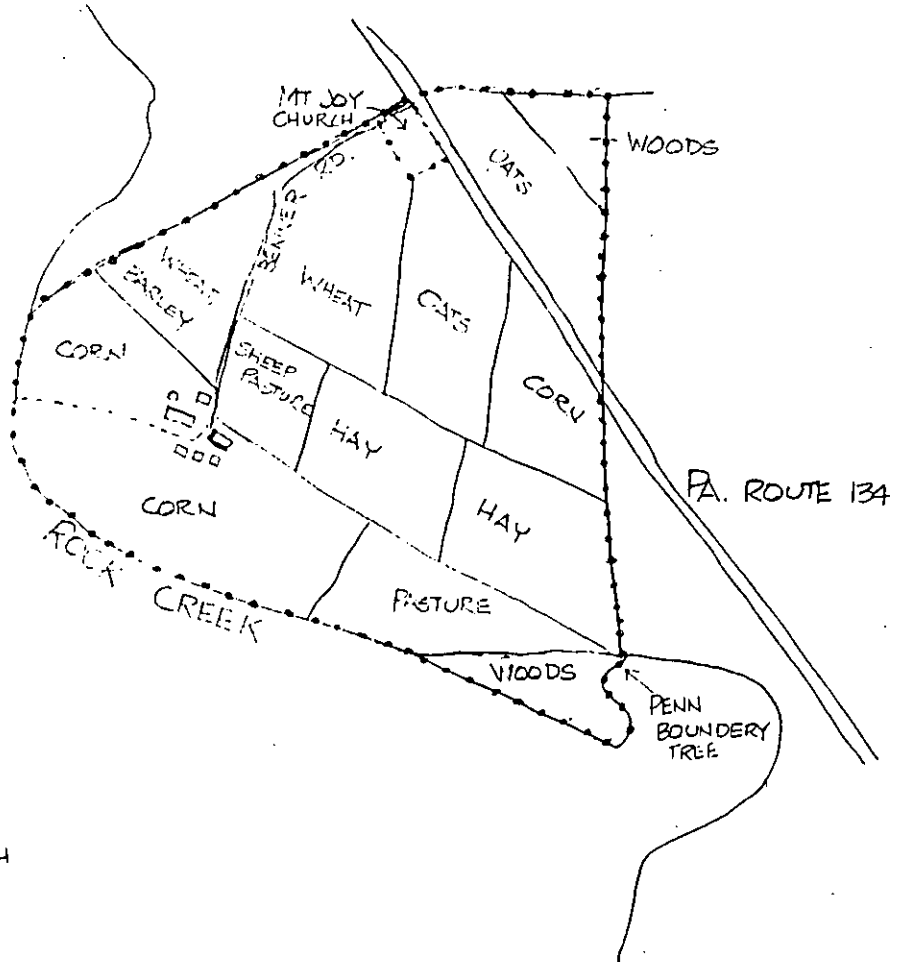 MT JOY
CHURCH
WOODS
OATS
BENNER RD.
WHEAT
BARLEY
WHEAT
OATS
CORN
SHEEP
PASTURE
CORN
HAY
PA. ROUTE 134
CORN
HAY
ROCK CREEK
PASTURE
WOODS
PENN
BOUNDERY
TREE